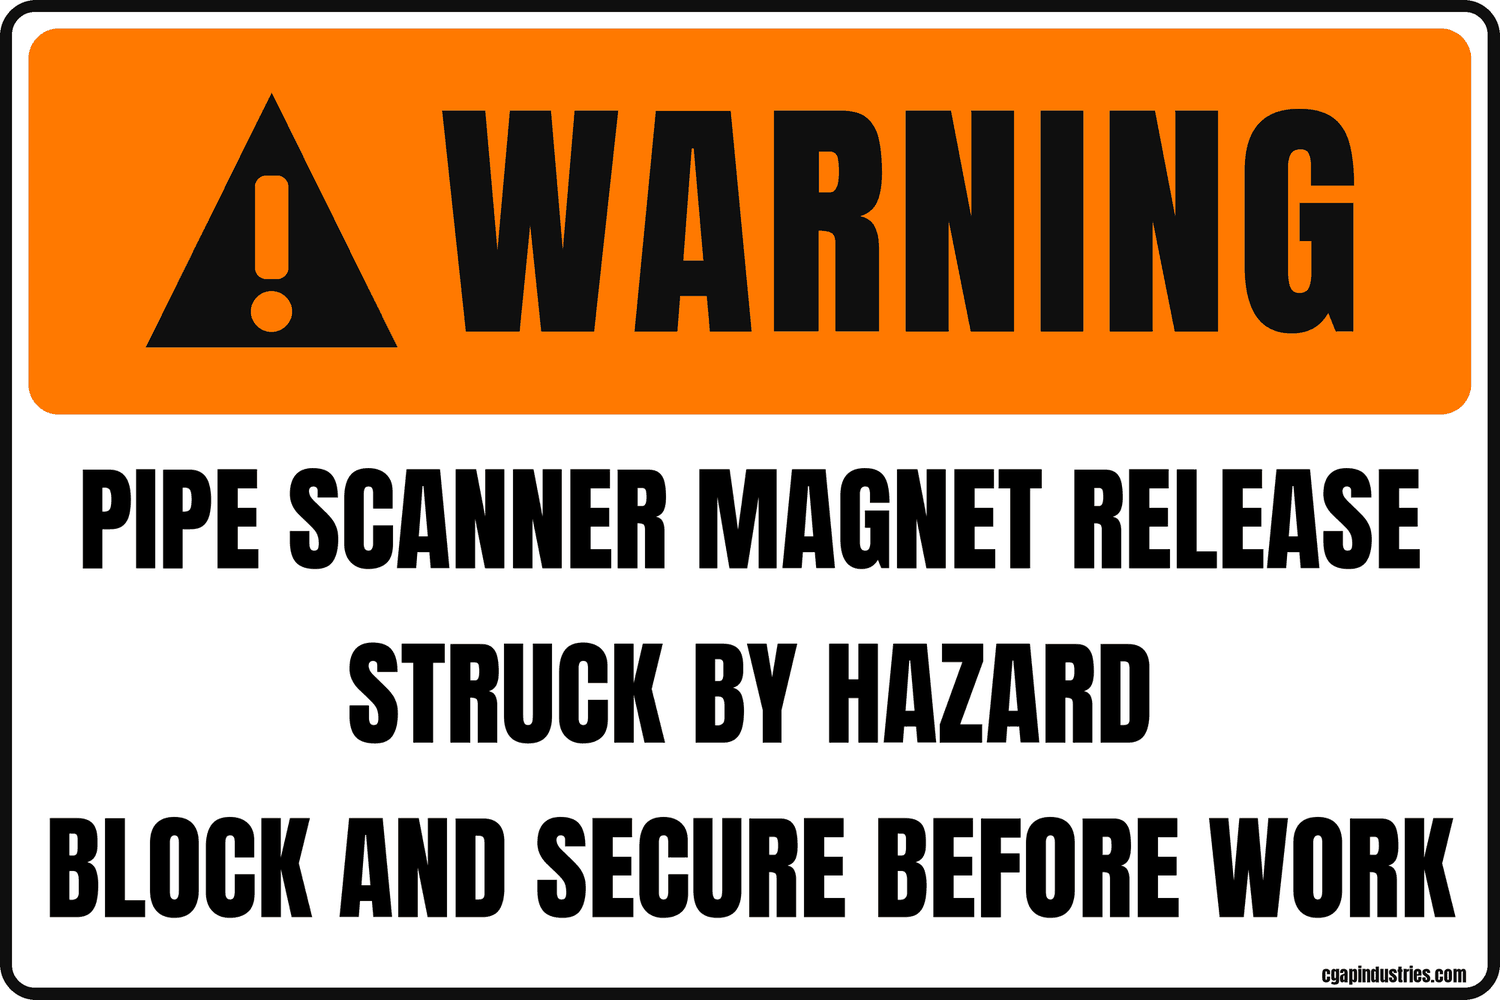 WARNING
PIPE SCANNER MAGNET RELEASE
STRUCK BY HAZARD
BLOCK AND SECURE BEFORE WORK
cgapindustries.com